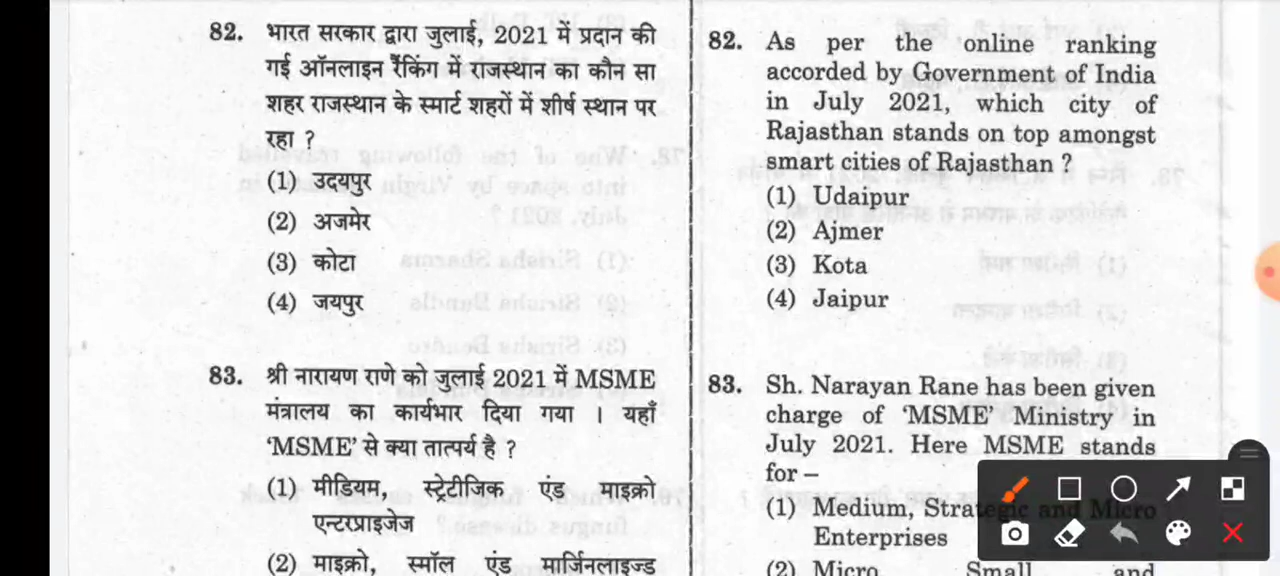 82. भारत सरकार द्वारा जुलाई, 2021 में प्रदान की
गई ऑनलाइन रैंकिंग में राजस्थान का कौन सा
शहर राजस्थान के स्मार्ट शहरों में शीर्ष स्थान पर
रहा ?
(1) उदयपुर
(2) अजमेर
(3) कोटा
(4) जयपुर
83. श्री नारायण राणे को जुलाई 2021 में MSME
मंत्रालय का कार्यभार दिया गया । यहाँ
‘MSME’ से क्या तात्पर्य है ?
(1) मीडियम, स्ट्रेटीजिक एंड माइक्रो
एन्टरप्राइजेज
(2) माइक्रो, स्मॉल एंड मार्जिनलाइज्ड
82. As per the online ranking
accorded by Government of India
in July 2021, which city of
Rajasthan stands on top amongst
smart cities of Rajasthan ?
(1) Udaipur
(2) Ajmer
(3) Kota
(4) Jaipur
83. Sh. Narayan Rane has been given
charge of ‘MSME’ Ministry in
July 2021. Here MSME stands
for –
(1) Medium, Strategic and Micro
Enterprises
(2) Micro, Small and